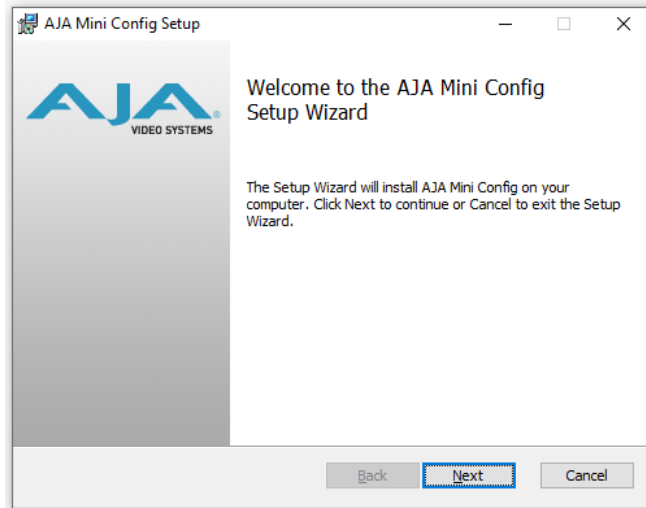 AJA Mini Config Setup
AJA
VIDEO SYSTEMS
Welcome to the AJA Mini Config
Setup Wizard
The Setup Wizard will install AJA Mini Config on your
computer. Click Next to continue or Cancel to exit the Setup
Wizard.
Back
Next
Cancel